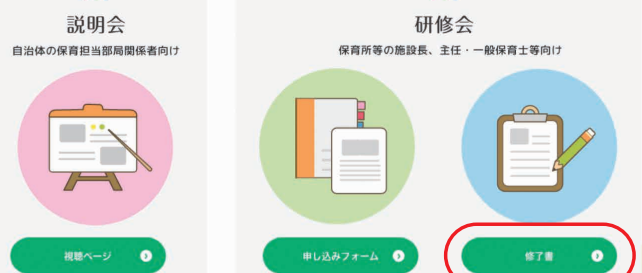 説明会
自治体の保育担当部局関係者向け
視聴ページ
研修会
保育所等の施設長、主任・一般保育士等向け
申し込みフォーム
修了書